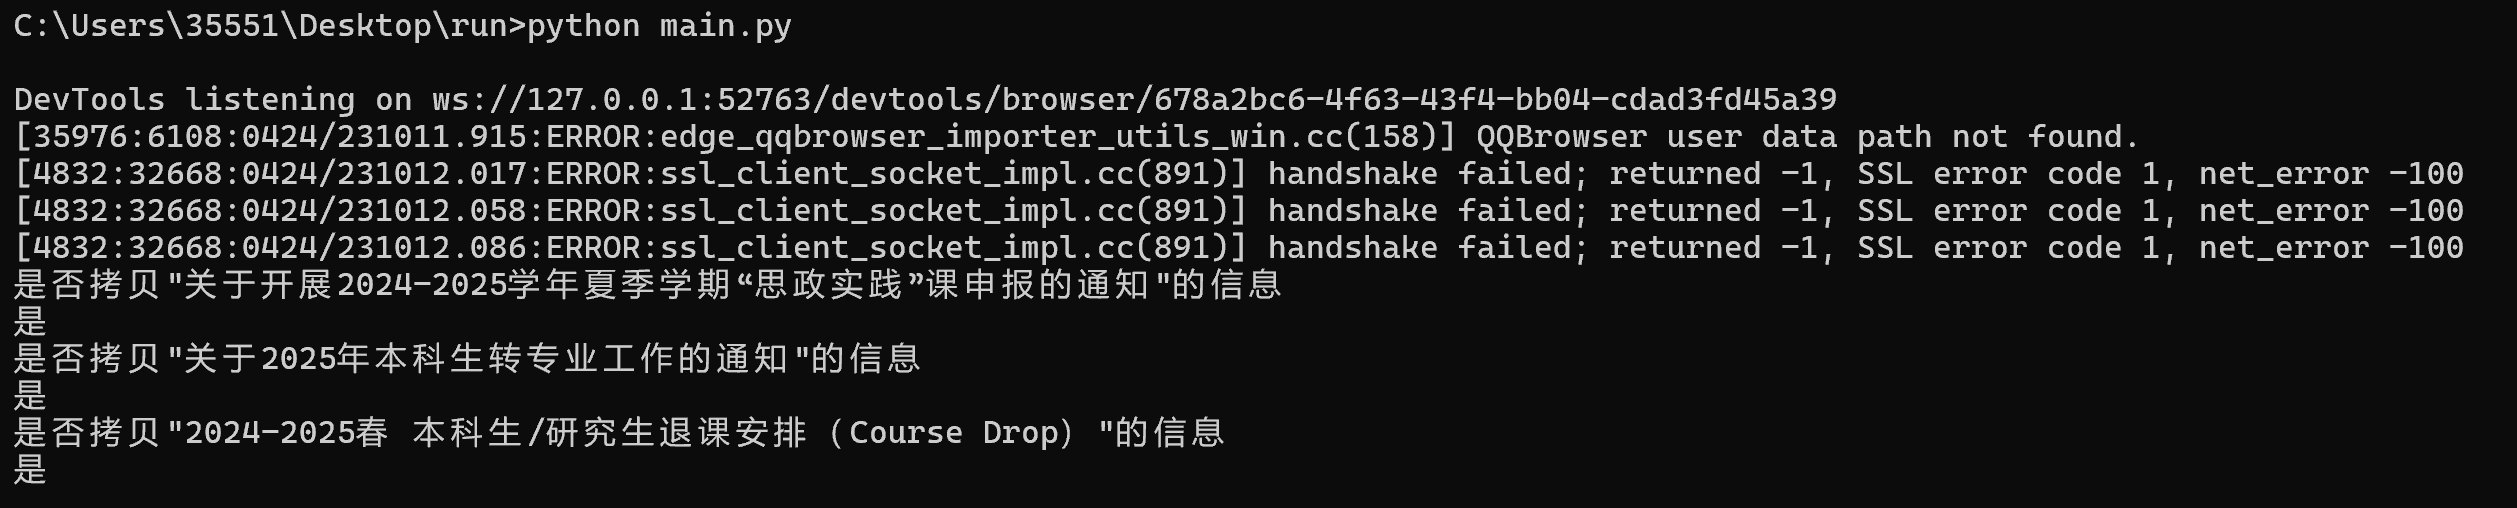 C:\Users\35551\Desktop\run>python main.py
DevTools listening on ws://127.0.0.1:52763/devtools/browser/678a2bc6-4f63-43f4-bb04-cdad3fd45a39
[35976:6108:0424/231011.915:ERROR:edge_qqbrowser_importer_utils_win.cc(158)] QQBrowser user data path not found.
[4832:32668:0424/231012.017:ERROR:ssl_client_socket_impl.cc(891)] handshake failed; returned -1, SSL error code 1, net_error -100
[4832:32668:0424/231012.058:ERROR:ssl_client_socket_impl.cc(891)] handshake failed; returned -1, SSL error code 1, net_error -100
[4832:32668:0424/231012.086:ERROR:ssl_client_socket_impl.cc(891)] handshake failed; returned -1, SSL error code 1, net_error -100
是否拷贝"关于开展2024-2025学年夏季学期“思政实践”课申报的通知"的信息
是
是否拷贝"关于2025年本科生转专业工作的通知"的信息
是
是否拷贝"2024-2025春 本科生/研究生退课安排（Course Drop）"的信息
是